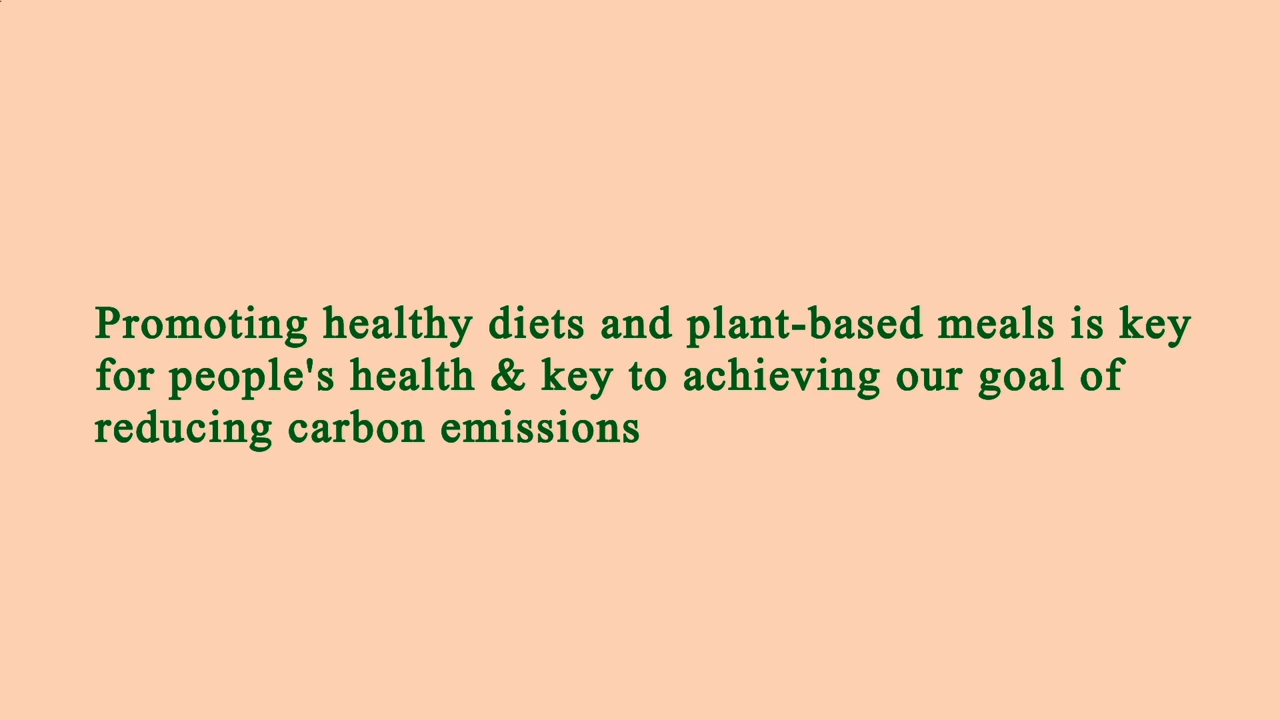 Promoting healthy diets and plant-based meals is key
for people's health & key to achieving our goal of
reducing carbon emissions